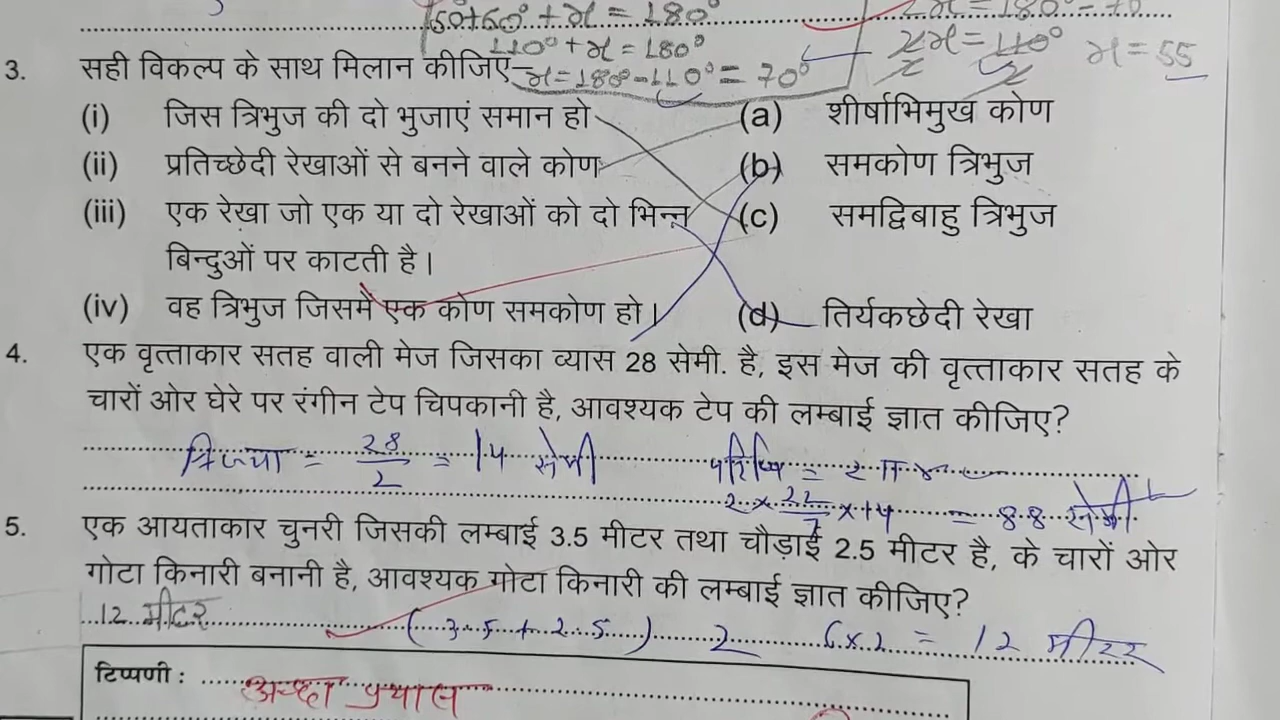 50°+60°+x = 180°
110°+x = 180°
2x = 110° x = 55
3. सही विकल्प के साथ मिलान कीजिए–
x = 180° - 110° = 70°
(i) जिस त्रिभुज की दो भुजाएं समान हो (a) शीर्षाभिमुख कोण
(ii) प्रतिच्छेदी रेखाओं से बनने वाले कोण (b) समकोण त्रिभुज
(iii) एक रेखा जो एक या दो रेखाओं को दो भिन्न (c) समद्विबाहु त्रिभुज
बिन्दुओं पर काटती है।
(iv) वह त्रिभुज जिसमें एक कोण समकोण हो। (d) तिर्यकछेदी रेखा
4. एक वृत्ताकार सतह वाली मेज जिसका व्यास 28 सेमी. है, इस मेज की वृत्ताकार सतह के
चारों ओर घेरे पर रंगीन टेप चिपकानी है, आवश्यक टेप की लम्बाई ज्ञात कीजिए?
त्रिज्या = 28/2 = 14 सेमी परिधि = 2 π r
2 × 22/7 × 14 = 88 सेमी
5. एक आयताकार चुनरी जिसकी लम्बाई 3.5 मीटर तथा चौड़ाई 2.5 मीटर है, के चारों ओर
गोटा किनारी बनानी है, आवश्यक गोटा किनारी की लम्बाई ज्ञात कीजिए?
12 मीटर (3.5 + 2.5) 2 6×2 = 12 मीटर
टिप्पणी : अच्छा प्रयास